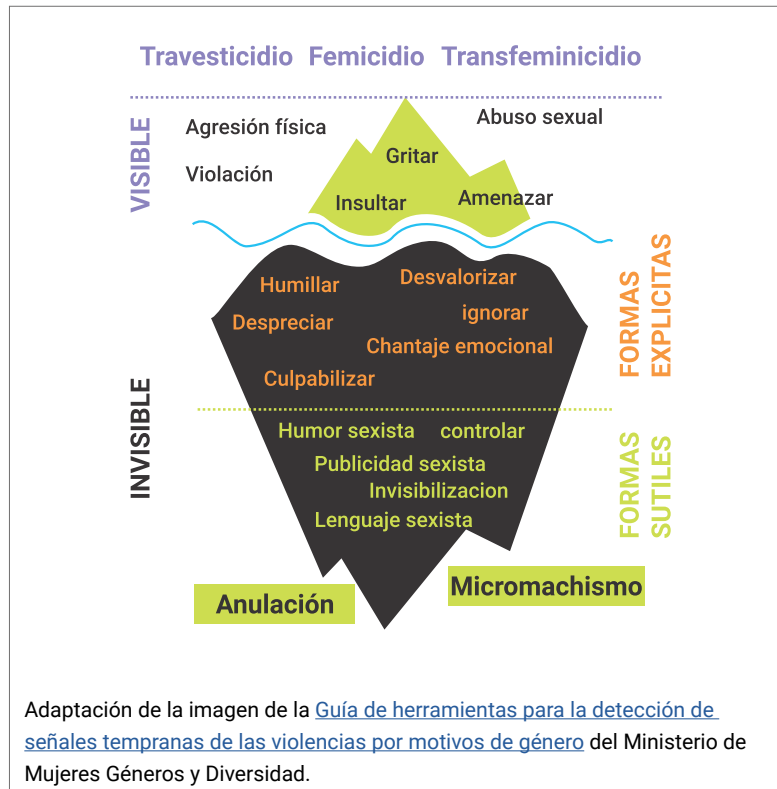 Travesticidio Femicidio Transfeminicidio
VISIBLE
Agresión física
Abuso sexual
Gritar
Violación
Insultar
Amenazar
FORMAS
EXPLICITAS
Humillar
Desvalorizar
ignorar
Despreciar
Chantaje emocional
Culpabilizar
INVISIBLE
Humor sexista controlar
Publicidad sexista
Invisibilizacion
Lenguaje sexista
FORMAS
SUTILES
Anulación
Micromachismo
Adaptación de la imagen de la Guía de herramientas para la detección de
señales tempranas de las violencias por motivos de género del Ministerio de
Mujeres Géneros y Diversidad.